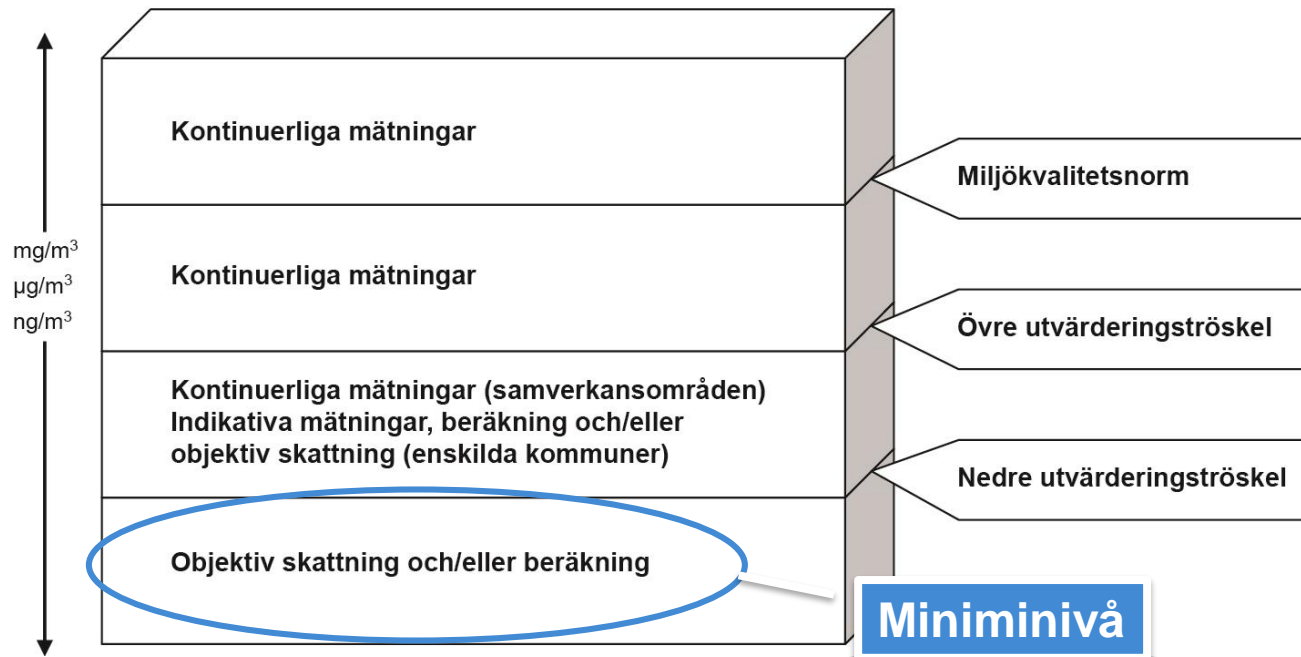 Kontinuerliga mätningar
Miljökvalitetsnorm
mg/m³
µg/m³
ng/m³
Kontinuerliga mätningar
Övre utvärderingströskel
Kontinuerliga mätningar (samverkansområden)
Indikativa mätningar, beräkning och/eller
objektiv skattning (enskilda kommuner)
Nedre utvärderingströskel
Objektiv skattning och/eller beräkning
Miniminivå